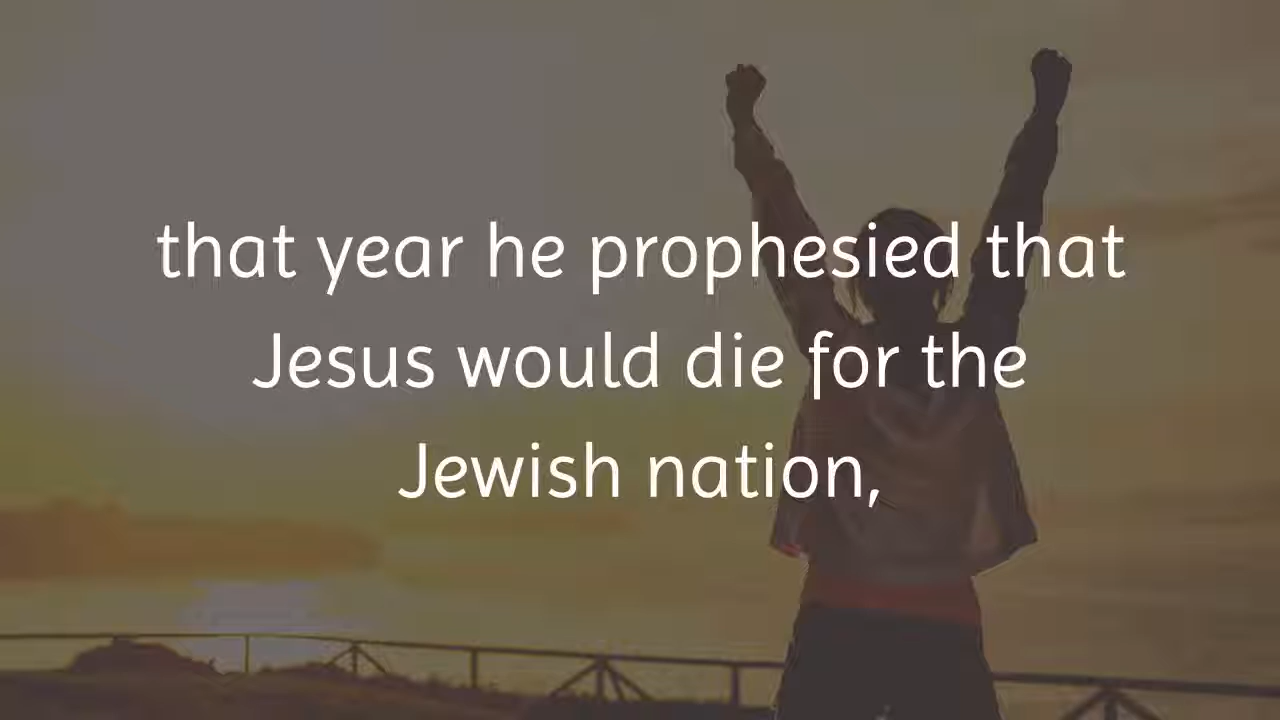 that year he prophesied that
Jesus would die for the
Jewish nation,